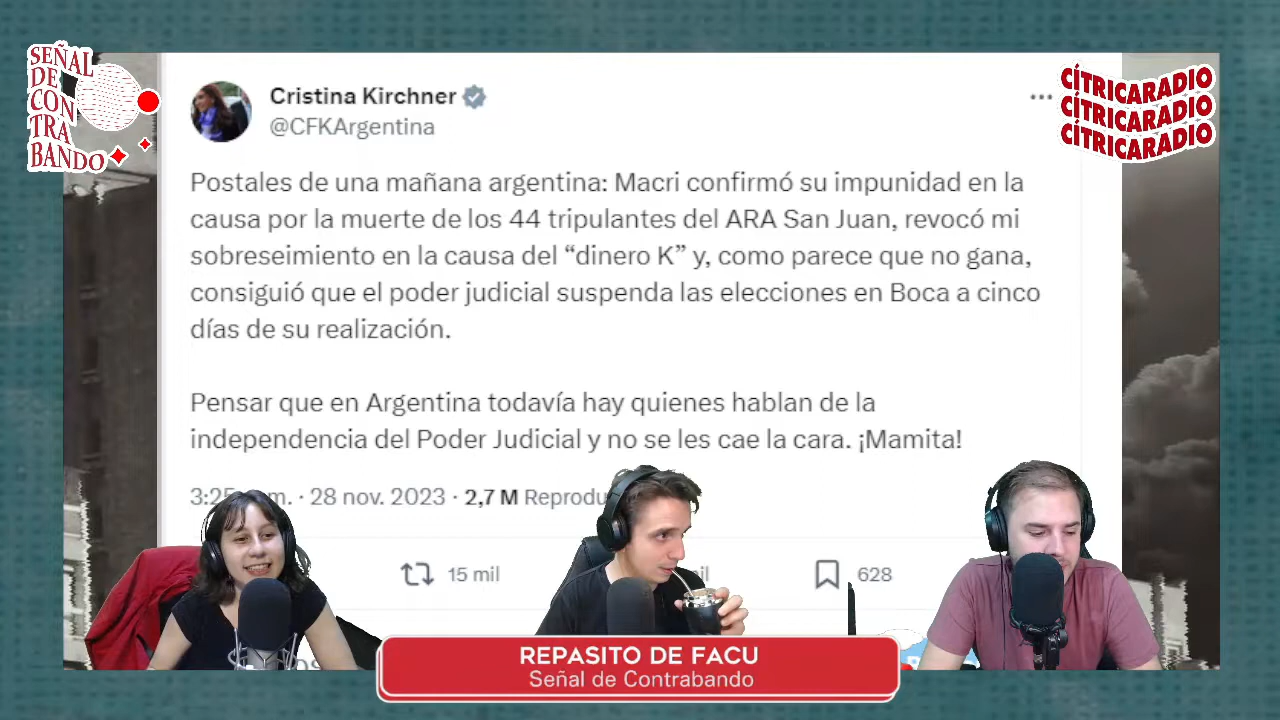 SEÑAL
DE
CON
TRA
BANDO
CÍTRICARADIO
CÍTRICARADIO
CÍTRICARADIO
Cristina Kirchner
@CFKArgentina
Postales de una mañana argentina: Macri confirmó su impunidad en la
causa por la muerte de los 44 tripulantes del ARA San Juan, revocó mi
sobreseimiento en la causa del “dinero K” y, como parece que no gana,
consiguió que el poder judicial suspenda las elecciones en Boca a cinco
días de su realización.
Pensar que en Argentina todavía hay quienes hablan de la
independencia del Poder Judicial y no se les cae la cara. ¡Mamita!
m. · 28 nov. 2023 · 2,7 M Reprodu
15 mil
628
REPASITO DE FACU
Señal de Contrabando